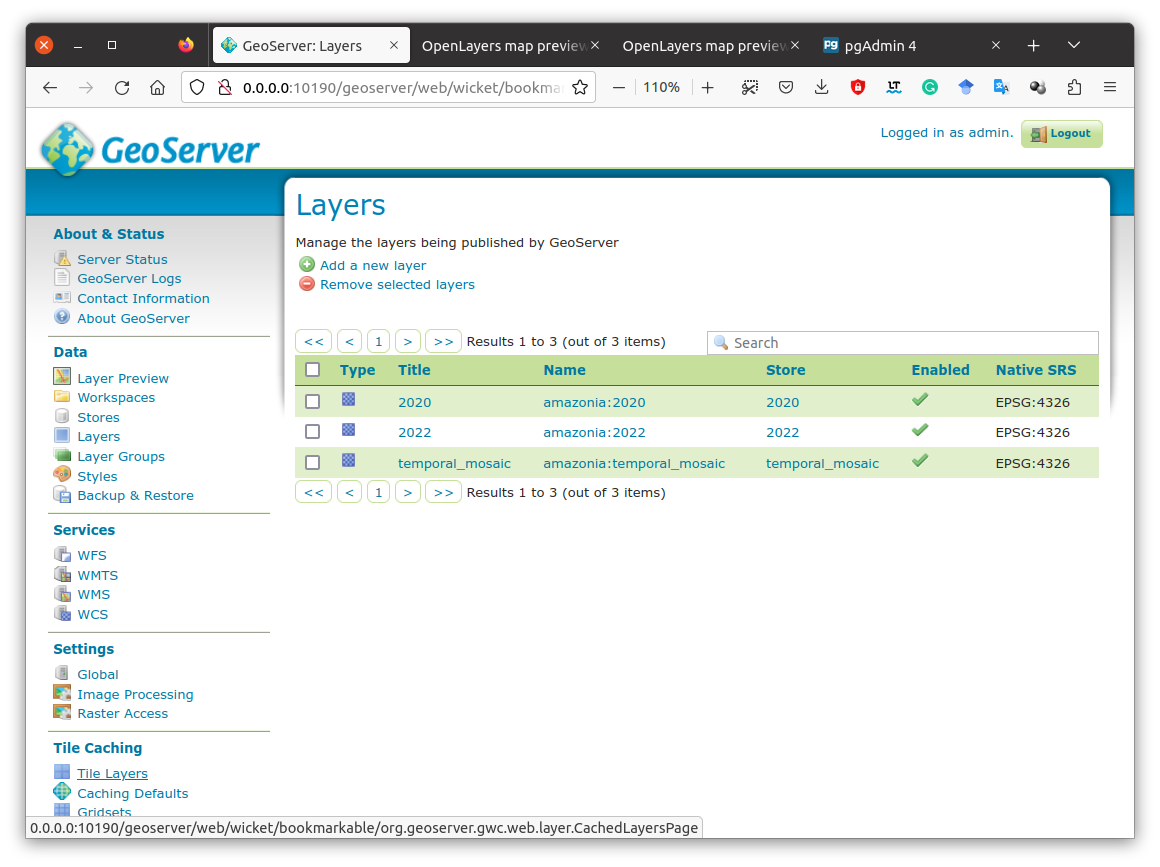 GeoServer: Layers
OpenLayers map preview
OpenLayers map preview
pgAdmin 4
0.0.0.0:10190/geoserver/web/wicket/bookma
110%
GeoServer
Logged in as admin.
Logout
About & Status
Server Status
GeoServer Logs
Contact Information
About GeoServer
Data
Layer Preview
Workspaces
Stores
Layers
Layer Groups
Styles
Backup & Restore
Services
WFS
WMTS
WMS
WCS
Settings
Global
Image Processing
Raster Access
Tile Caching
Tile Layers
Caching Defaults
Gridsets
Layers
Manage the layers being published by GeoServer
Add a new layer
Remove selected layers
<< < 1 > >> Results 1 to 3 (out of 3 items) Search
Type Title Name Store Enabled Native SRS
2020 amazonia:2020 2020 EPSG:4326
2022 amazonia:2022 2022 EPSG:4326
temporal_mosaic amazonia:temporal_mosaic temporal_mosaic EPSG:4326
<< < 1 > >> Results 1 to 3 (out of 3 items)
0.0.0.0:10190/geoserver/web/wicket/bookmarkable/org.geoserver.gwc.web.layer.CachedLayersPage